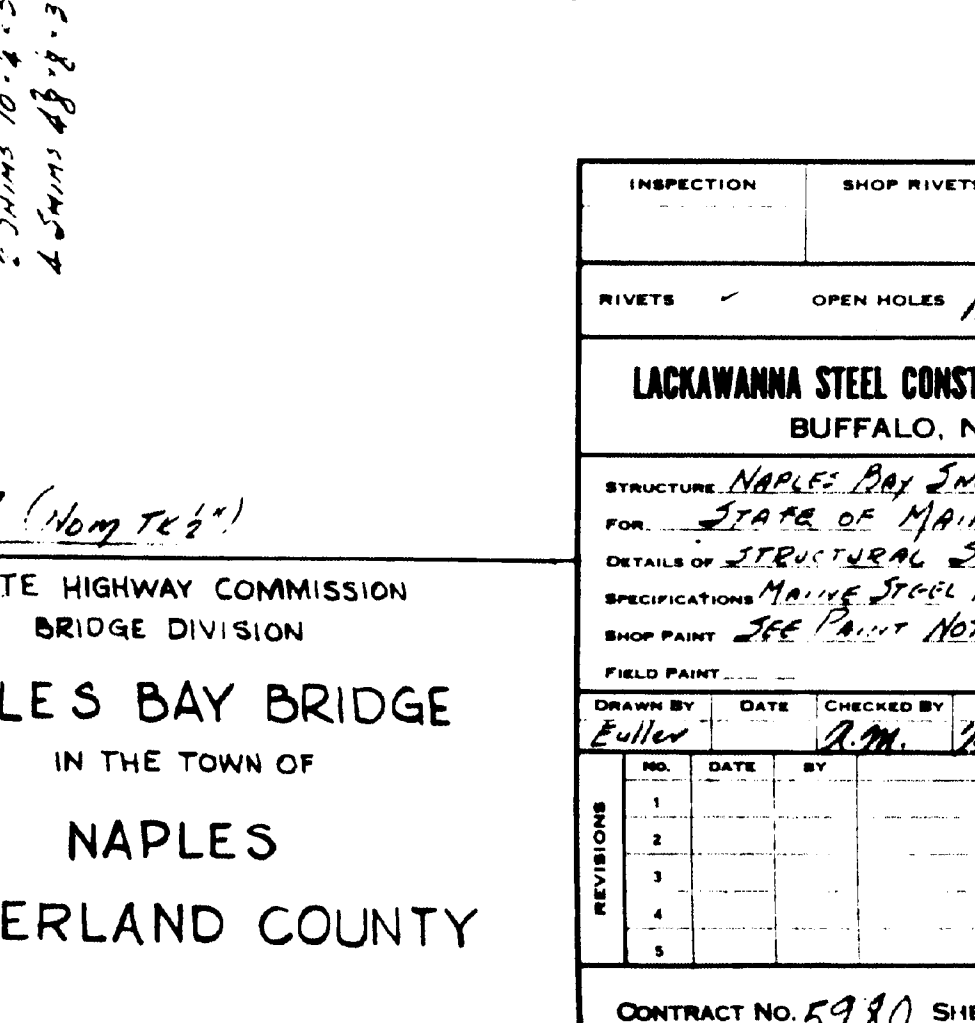 4 SHIMS
INSPECTION SHOP RIVETS
RIVETS ✓ OPEN HOLES
LACKAWANNA STEEL CONST
BUFFALO, N
STRUCTURE NAPLES BAY
FOR STATE OF MAIN
DETAILS OF STRUCTURAL S
SPECIFICATIONS MAINE STEEL
SHOP PAINT SEE PAINT NOT
FIELD PAINT
(NOM TK ½")
TE HIGHWAY COMMISSION
BRIDGE DIVISION
LES BAY BRIDGE
IN THE TOWN OF
NAPLES
ERLAND COUNTY
DRAWN BY DATE CHECKED BY
Fuller R.M.
REVISIONS
NO. DATE BY
1
2
3
4
5
CONTRACT NO. 5980 SHE